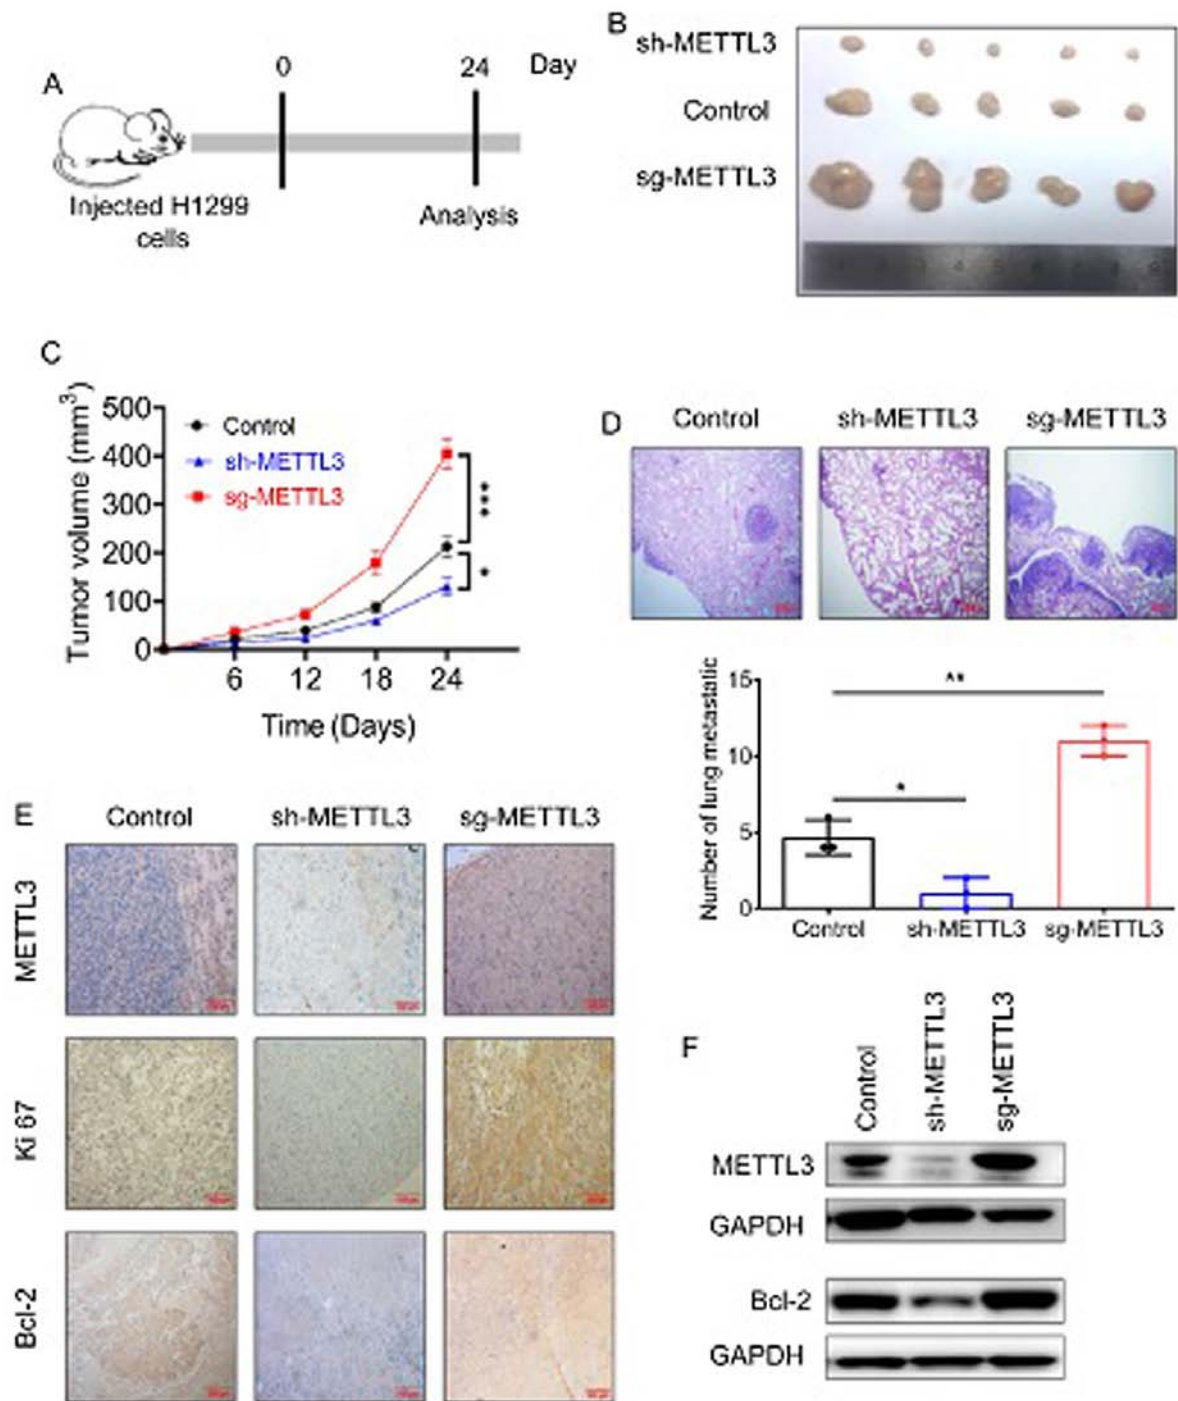 A
0
24
Day
Injected H1299
cells
Analysis
B
sh-METTL3
Control
sg-METTL3
C
Tumor volume (mm³)
500
400
300
200
100
0
Control
sh-METTL3
sg-METTL3
***
*
6
12
18
24
Time (Days)
D
Control
sh-METTL3
sg-METTL3
Number of lung metastatic
15
10
5
0
**
*
Control
sh-METTL3
sg-METTL3
E
Control
sh-METTL3
sg-METTL3
METTL3
Ki 67
Bcl-2
F
Control
sh-METTL3
sg-METTL3
METTL3
GAPDH
Bcl-2
GAPDH